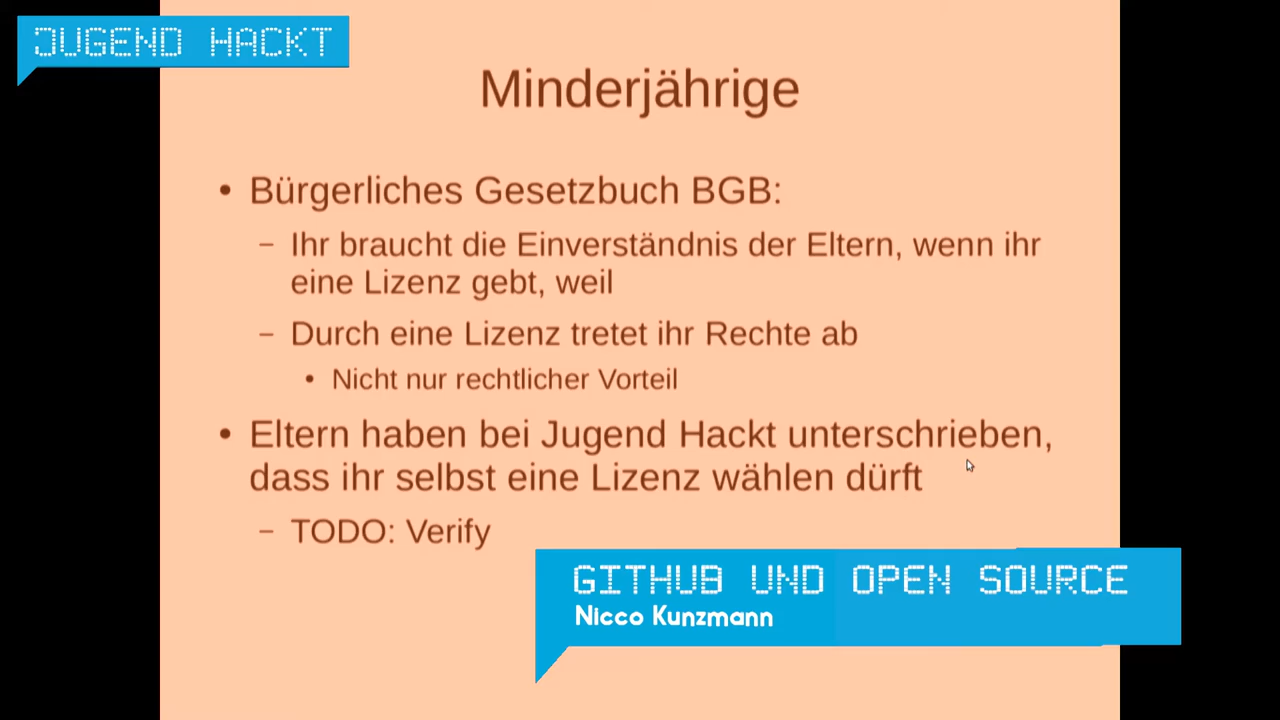 JUGEND HACKT
Minderjährige
• Bürgerliches Gesetzbuch BGB:
– Ihr braucht die Einverständnis der Eltern, wenn ihr
eine Lizenz gebt, weil
– Durch eine Lizenz tretet ihr Rechte ab
• Nicht nur rechtlicher Vorteil
• Eltern haben bei Jugend Hackt unterschrieben,
dass ihr selbst eine Lizenz wählen dürft
– TODO: Verify
GITHUB UND OPEN SOURCE
Nicco Kunzmann